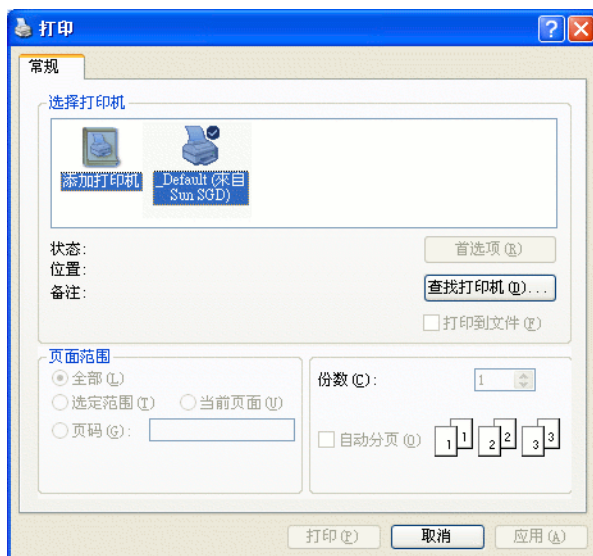 打印
常规
选择打印机
添加打印机
_Default (来自
Sun SGD)
状态:
位置:
备注:
首选项(R)
查找打印机(D)...
打印到文件(F)
页面范围
全部(L)
选定范围(T)
当前页面(U)
页码(G):
份数(C):
1
自动分页(O)
1 1 2 2 3 3
打印(P)
取消
应用(A)